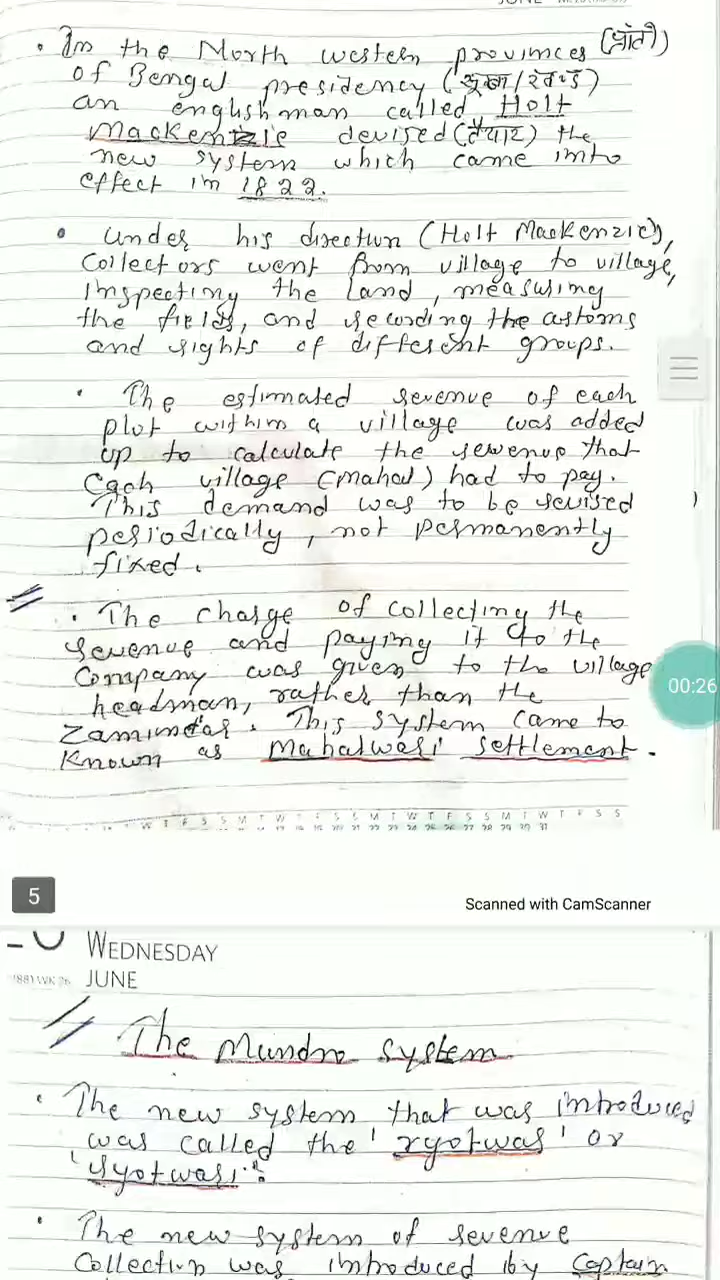 • In the North western provinces (प्रांतो)
of Bengal presidency (सूखा/रेवन्ड)
an english man called Holt
Mackenzie devised (तैयार) the
new system which came into
effect in 1822.
• Under his direction (Holt Mackenzie),
Collectors went from village to village,
Inspecting the Land, measuring
the fields, and recording the customs
and rights of different groups.
• The estimated revenue of each
plot within a village was added
up to calculate the revenue that
Each village (mahal) had to pay.
This demand was to be revised
periodically, not permanently
fixed.
• The charge of collecting the
revenue and paying it to the
Company was given to the village
headman, rather than the
Zamindar. This system came to
Known as Mahalwari settlement.
00:26
5
Scanned with CamScanner
WEDNESDAY
JUNE
The Mundro system
• The new system that was introduced
was called the 'ryotwar' or
'ryotwari'.
• The new system of revenue
Collection was introduced by Captain